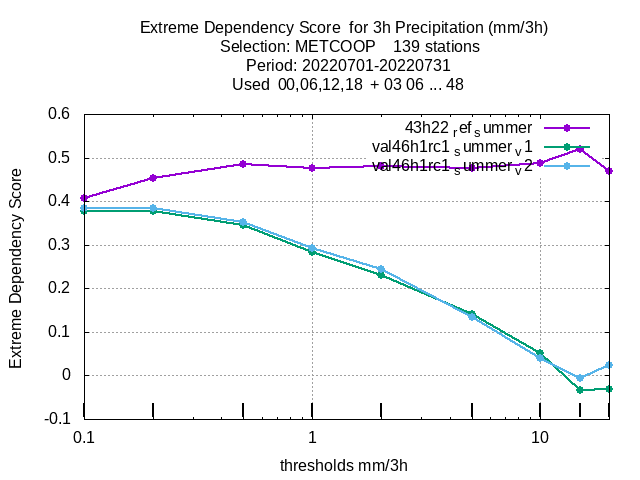 Extreme Dependency Score  for 3h Precipitation (mm/3h)
Selection: METCOOP    139 stations
Period: 20220701-20220731
Used  00,06,12,18  + 03 06 ... 48
43h22_ref_summer
val46h1rc1_summer_v1
val46h1rc1_summer_v2
Extreme Dependency Score
0.6
0.5
0.4
0.3
0.2
0.1
0
-0.1
0.1 1 10
thresholds mm/3h